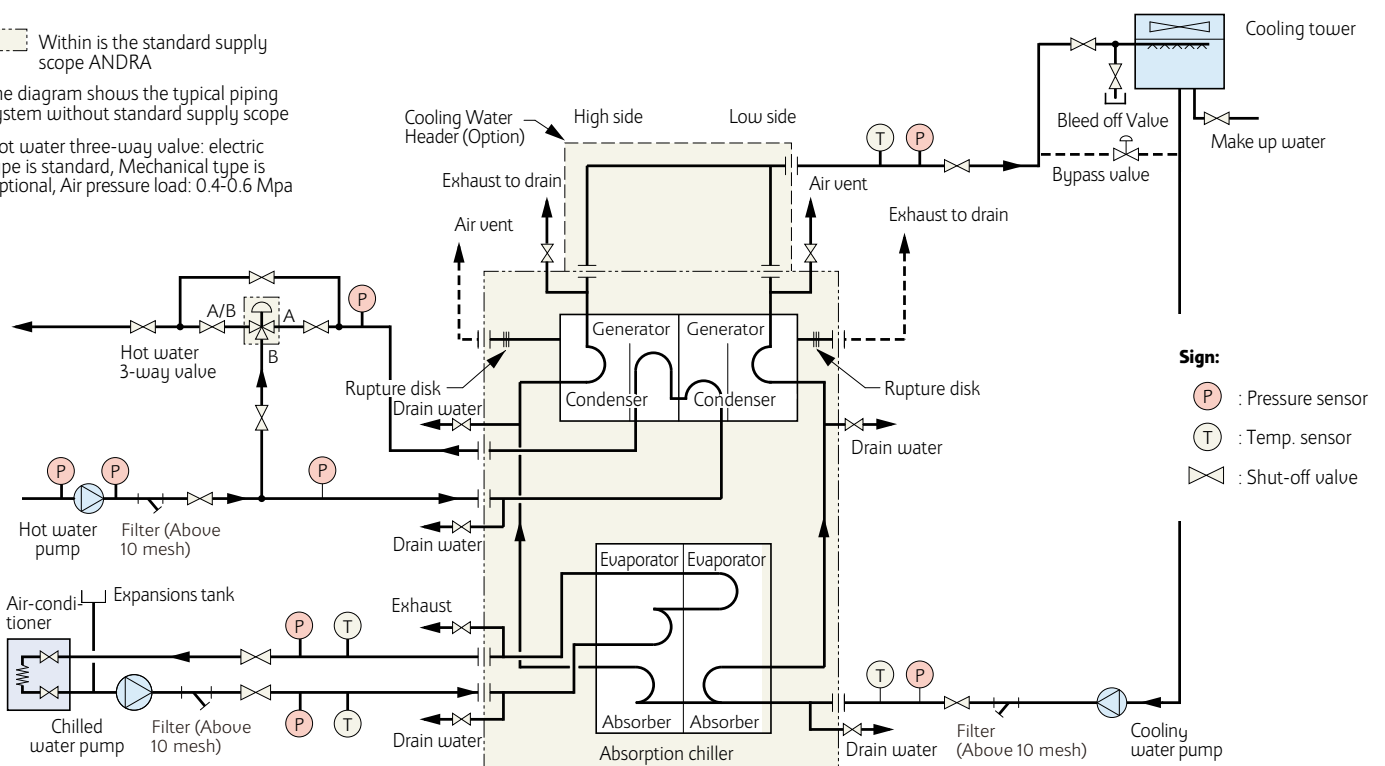 Within is the standard supply
scope ANDRA
he diagram shows the typical piping
ystem without standard supply scope
ot water three-way valve: electric
ype is standard, Mechanical type is
ptional, Air pressure load: 0.4-0.6 Mpa
Cooling Water
Header (Option)
High side
Low side
Exhaust to drain
Air vent
Air vent
Exhaust to drain
T
P
Cooling tower
Bleed off Valve
Make up water
Bypass valve
P
A/B
A
B
Hot water
3-way valve
Generator
Generator
Condenser
Condenser
Rupture disk
Rupture disk
Drain water
Drain water
Sign:
P : Pressure sensor
T : Temp. sensor
: Shut-off valve
P
P
P
Hot water
pump
Filter (Above
10 mesh)
Drain water
Evaporator
Evaporator
Absorber
Absorber
Absorption chiller
Air-condi-
tioner
Expansions tank
Exhaust
P
T
P
T
Chilled
water pump
Filter (Above
10 mesh)
Drain water
T
P
Drain water
Filter
(Above 10 mesh)
Cooliny
water pump